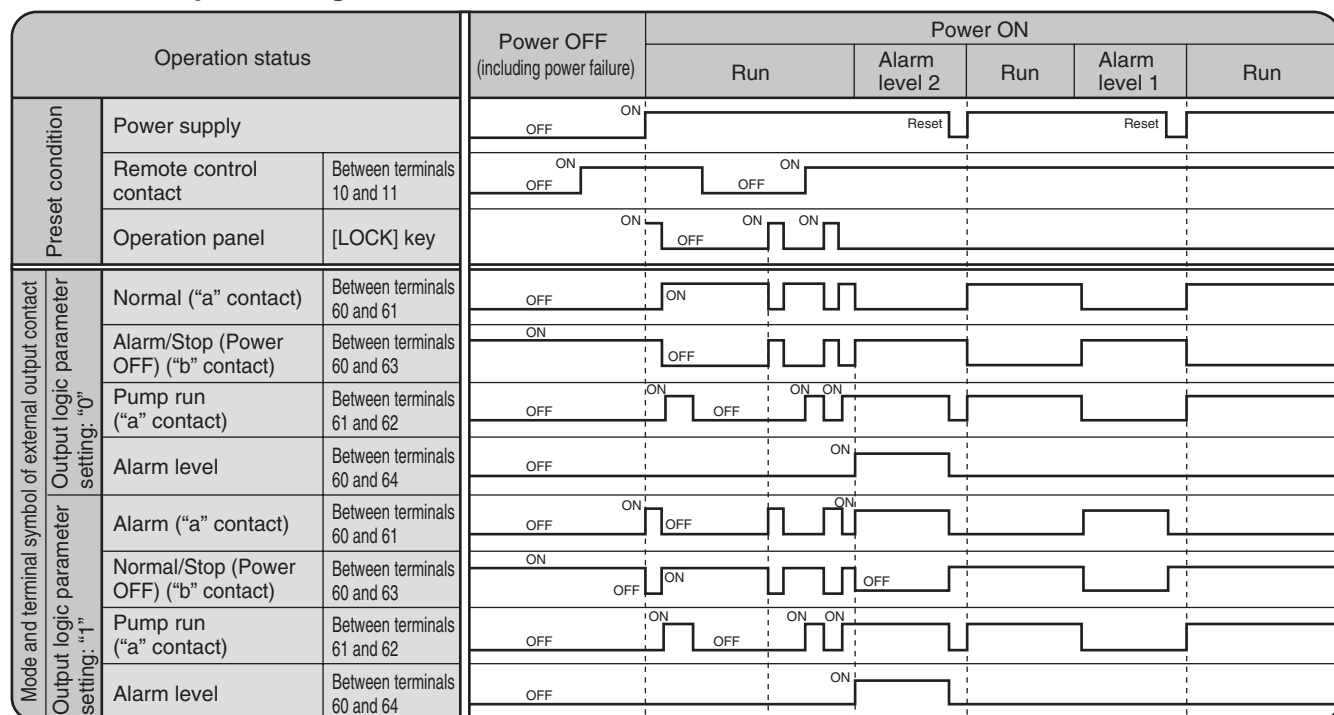 Operation status
Power OFF
(including power failure)
Power ON
Run
Alarm
level 2
Run
Alarm
level 1
Run
Preset condition
Power supply
OFF
ON
Reset
Reset
Remote control
contact
Between terminals
10 and 11
OFF
ON
OFF
ON
Operation panel
[LOCK] key
ON
OFF
ON
ON
Mode and terminal symbol of external output contact
Output logic parameter
setting: “0”
Normal (“a” contact)
Between terminals
60 and 61
OFF
ON
Alarm/Stop (Power
OFF) (“b” contact)
Between terminals
60 and 63
ON
OFF
Pump run
(“a” contact)
Between terminals
61 and 62
OFF
ON
OFF
ON
ON
Alarm level
Between terminals
60 and 64
OFF
ON
Output logic parameter
setting: “1”
Alarm (“a” contact)
Between terminals
60 and 61
OFF
ON
OFF
ON
Normal/Stop (Power
OFF) (“b” contact)
Between terminals
60 and 63
ON
OFF
ON
OFF
Pump run
(“a” contact)
Between terminals
61 and 62
OFF
ON
OFF
ON
ON
Alarm level
Between terminals
60 and 64
OFF
ON